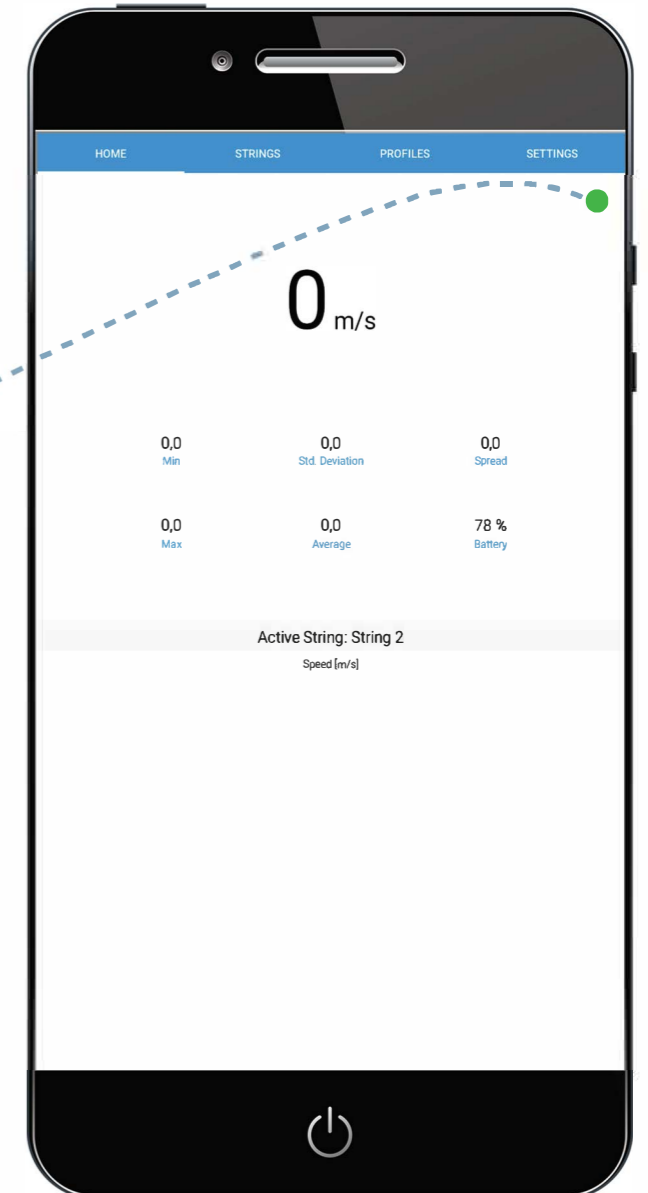 HOME STRINGS PROFILES SETTINGS
0 m/s
0,0 0,0 0,0
Min Std. Deviation Spread
0,0 0,0 78 %
Max Average Battery
Active String: String 2
Speed [m/s]